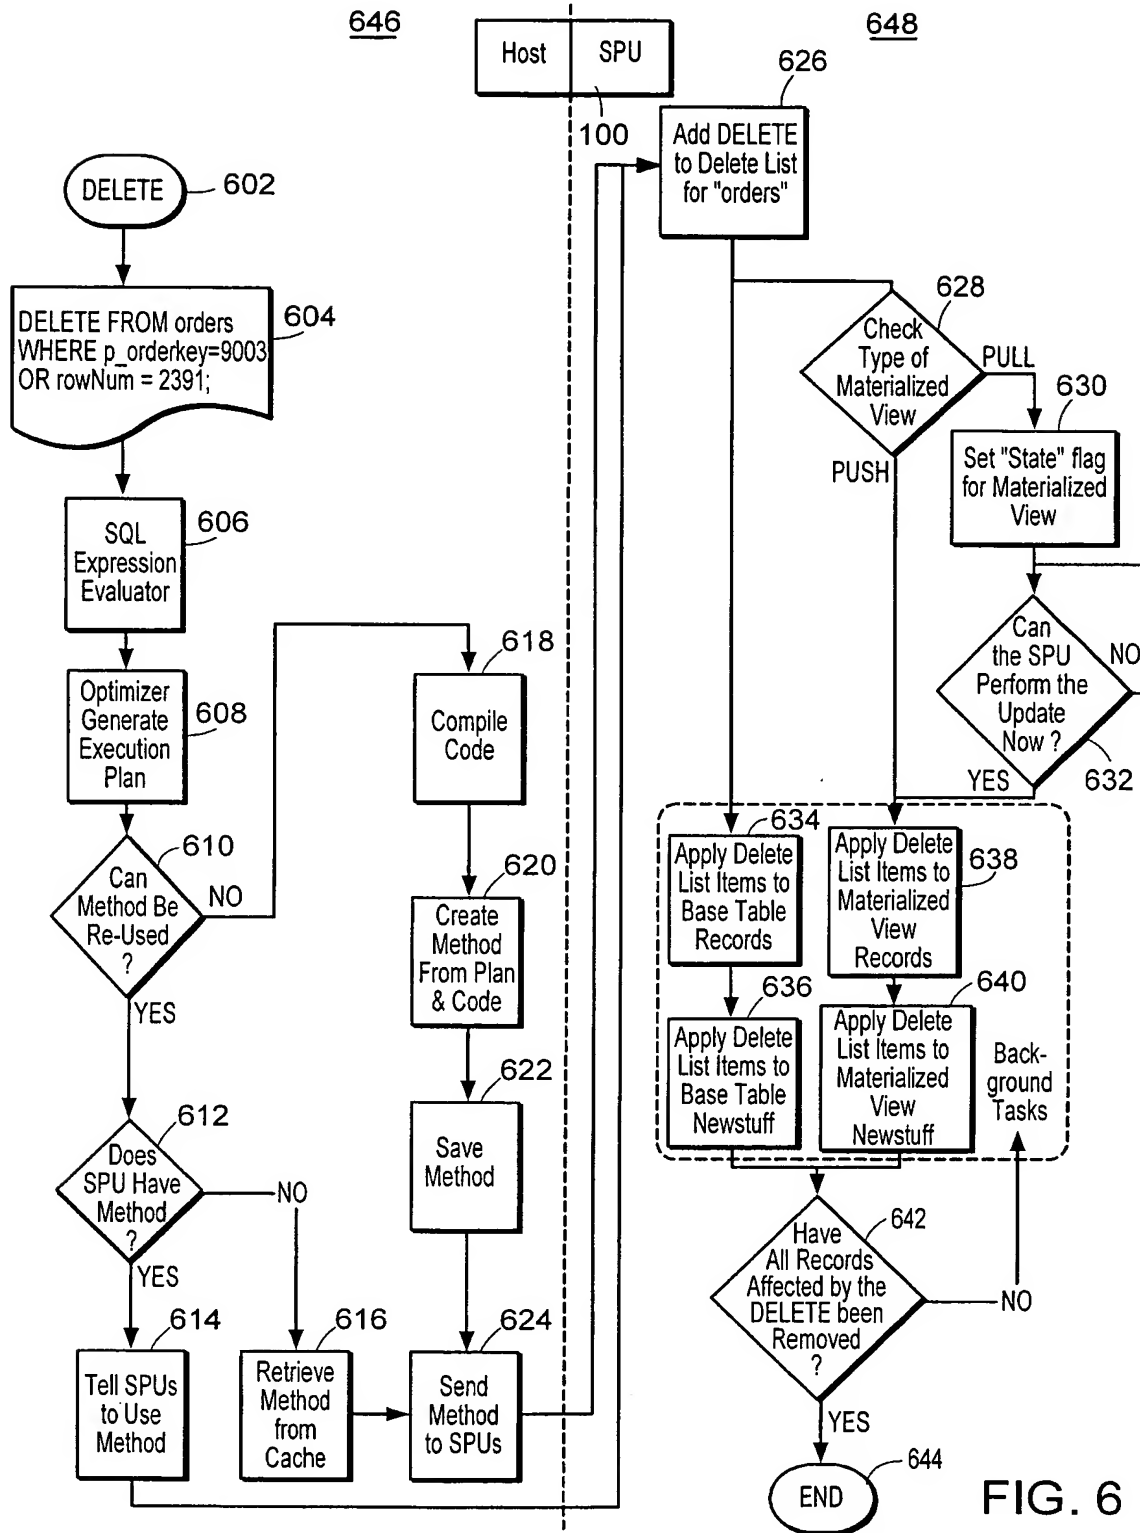 646
648
Host
SPU
100
626
Add DELETE
to Delete List
for "orders"
DELETE
602
DELETE FROM orders
WHERE p_orderkey=9003
OR rowNum = 2391;
604
628
Check
Type of
Materialized
View
PULL
PUSH
630
Set "State" flag
for Materialized
View
606
SQL
Expression
Evaluator
Can
the SPU
Perform the
Update
Now ?
NO
YES
632
608
Optimizer
Generate
Execution
Plan
618
Compile
Code
610
Can
Method Be
Re-Used
?
NO
YES
620
Create
Method
From Plan
& Code
634
Apply Delete
List Items to
Base Table
Records
Apply Delete
List Items to
Materialized
View
Records
638
636
Apply Delete
List Items to
Base Table
Newstuff
640
Apply Delete
List Items to
Materialized
View
Newstuff
Back-
ground
Tasks
622
Save
Method
612
Does
SPU Have
Method
?
NO
YES
642
Have
All Records
Affected by the
DELETE been
Removed
?
NO
YES
614
Tell SPUs
to Use
Method
616
Retrieve
Method
from
Cache
624
Send
Method
to SPUs
END
644
FIG. 6